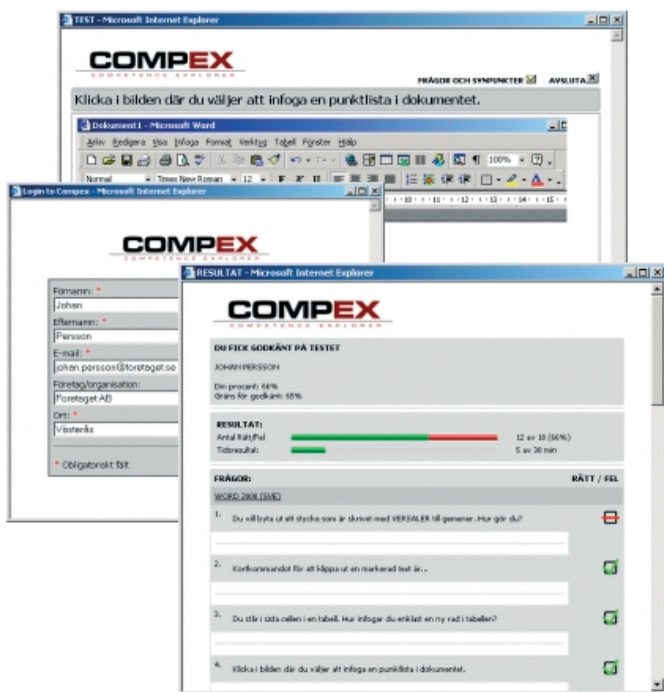 TEST - Microsoft Internet Explorer
COMPEX
COMPETENCE EXPLORER
FRÅGOR OCH SYNPUNKTER
AVSLUTA
Klicka i bilden där du väljer att infoga en punktlista i dokumentet.
Dokument1 - Microsoft Word
Arkiv Redigera Visa Infoga Format Verktyg Tabell Fönster Hjälp
100%
Normal Times New Roman 12 F K U
10 11 12 13 14 15
Login to Compex - Microsoft Internet Explorer
COMPEX
Förnamn: *
Johan
Efternamn: *
Persson
E-mail: *
johan.persson@foretaget.se
Företag/organisation:
Foretaget AB
Ort: *
Västerås
* Obligatoriskt fält
RESULTAT - Microsoft Internet Explorer
COMPEX
COMPETENCE EXPLORER
DU FICK GODKÄNT PÅ TESTET
JOHAN PERSSON
Din procent: 66%
Gräns för godkänt: 65%
RESULTAT:
Antal Rätt/Fel 12 av 18 (66%)
Tidsresultat: 5 av 30 min
FRÅGOR: RÄTT / FEL
WORD 2000 (SVE)
1. Du vill byta ut ett stycke som är skrivet med VERSALER till gemener. Hur gör du?
2. Kortkommandot för att klippa ut en markerad text är...
3. Du står i sista cellen i en tabell. Hur infogar du enklast en ny rad i tabellen?
4. Klicka i bilden där du väljer att infoga en punktlista i dokumentet.